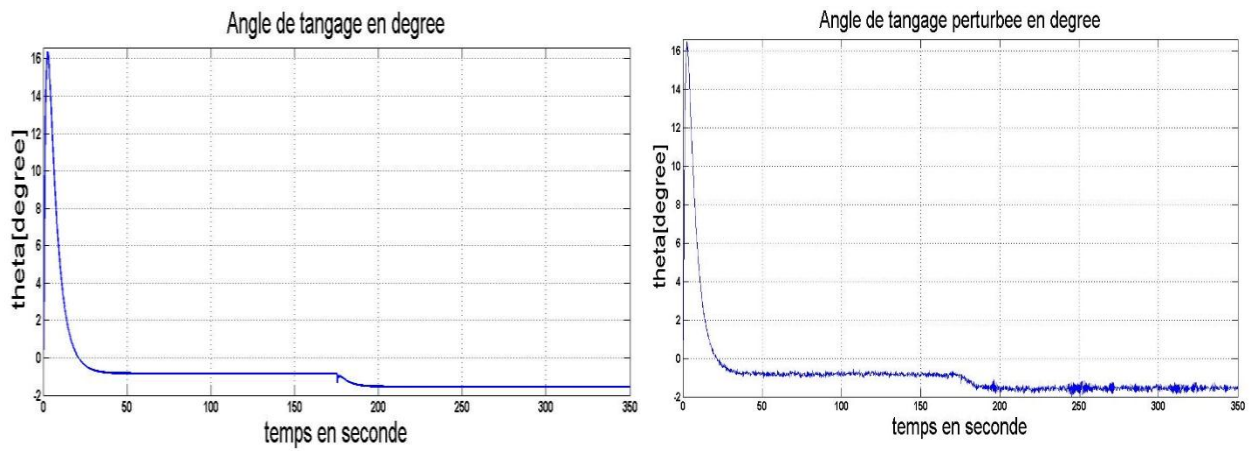 Angle de tangage en degree
theta[degree]
16
14
12
10
8
6
4
2
0
-2
0 50 100 150 200 250 300 350
temps en seconde
Angle de tangage perturbee en degree
theta[degree]
16
14
12
10
8
6
4
2
0
-2
0 50 100 150 200 250 300 350
temps en seconde